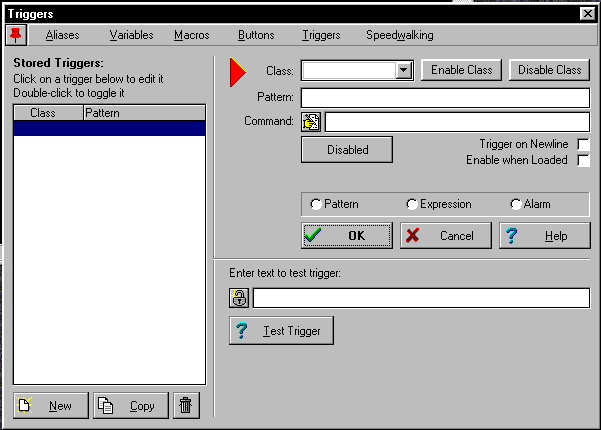 Triggers
Aliases Variables Macros Buttons Triggers Speedwalking
Stored Triggers:
Click on a trigger below to edit it
Double-click to toggle it
Class Pattern
Class: Enable Class Disable Class
Pattern:
Command:
Disabled
Trigger on Newline
Enable when Loaded
Pattern Expression Alarm
OK Cancel Help
Enter text to test trigger:
Test Trigger
New Copy